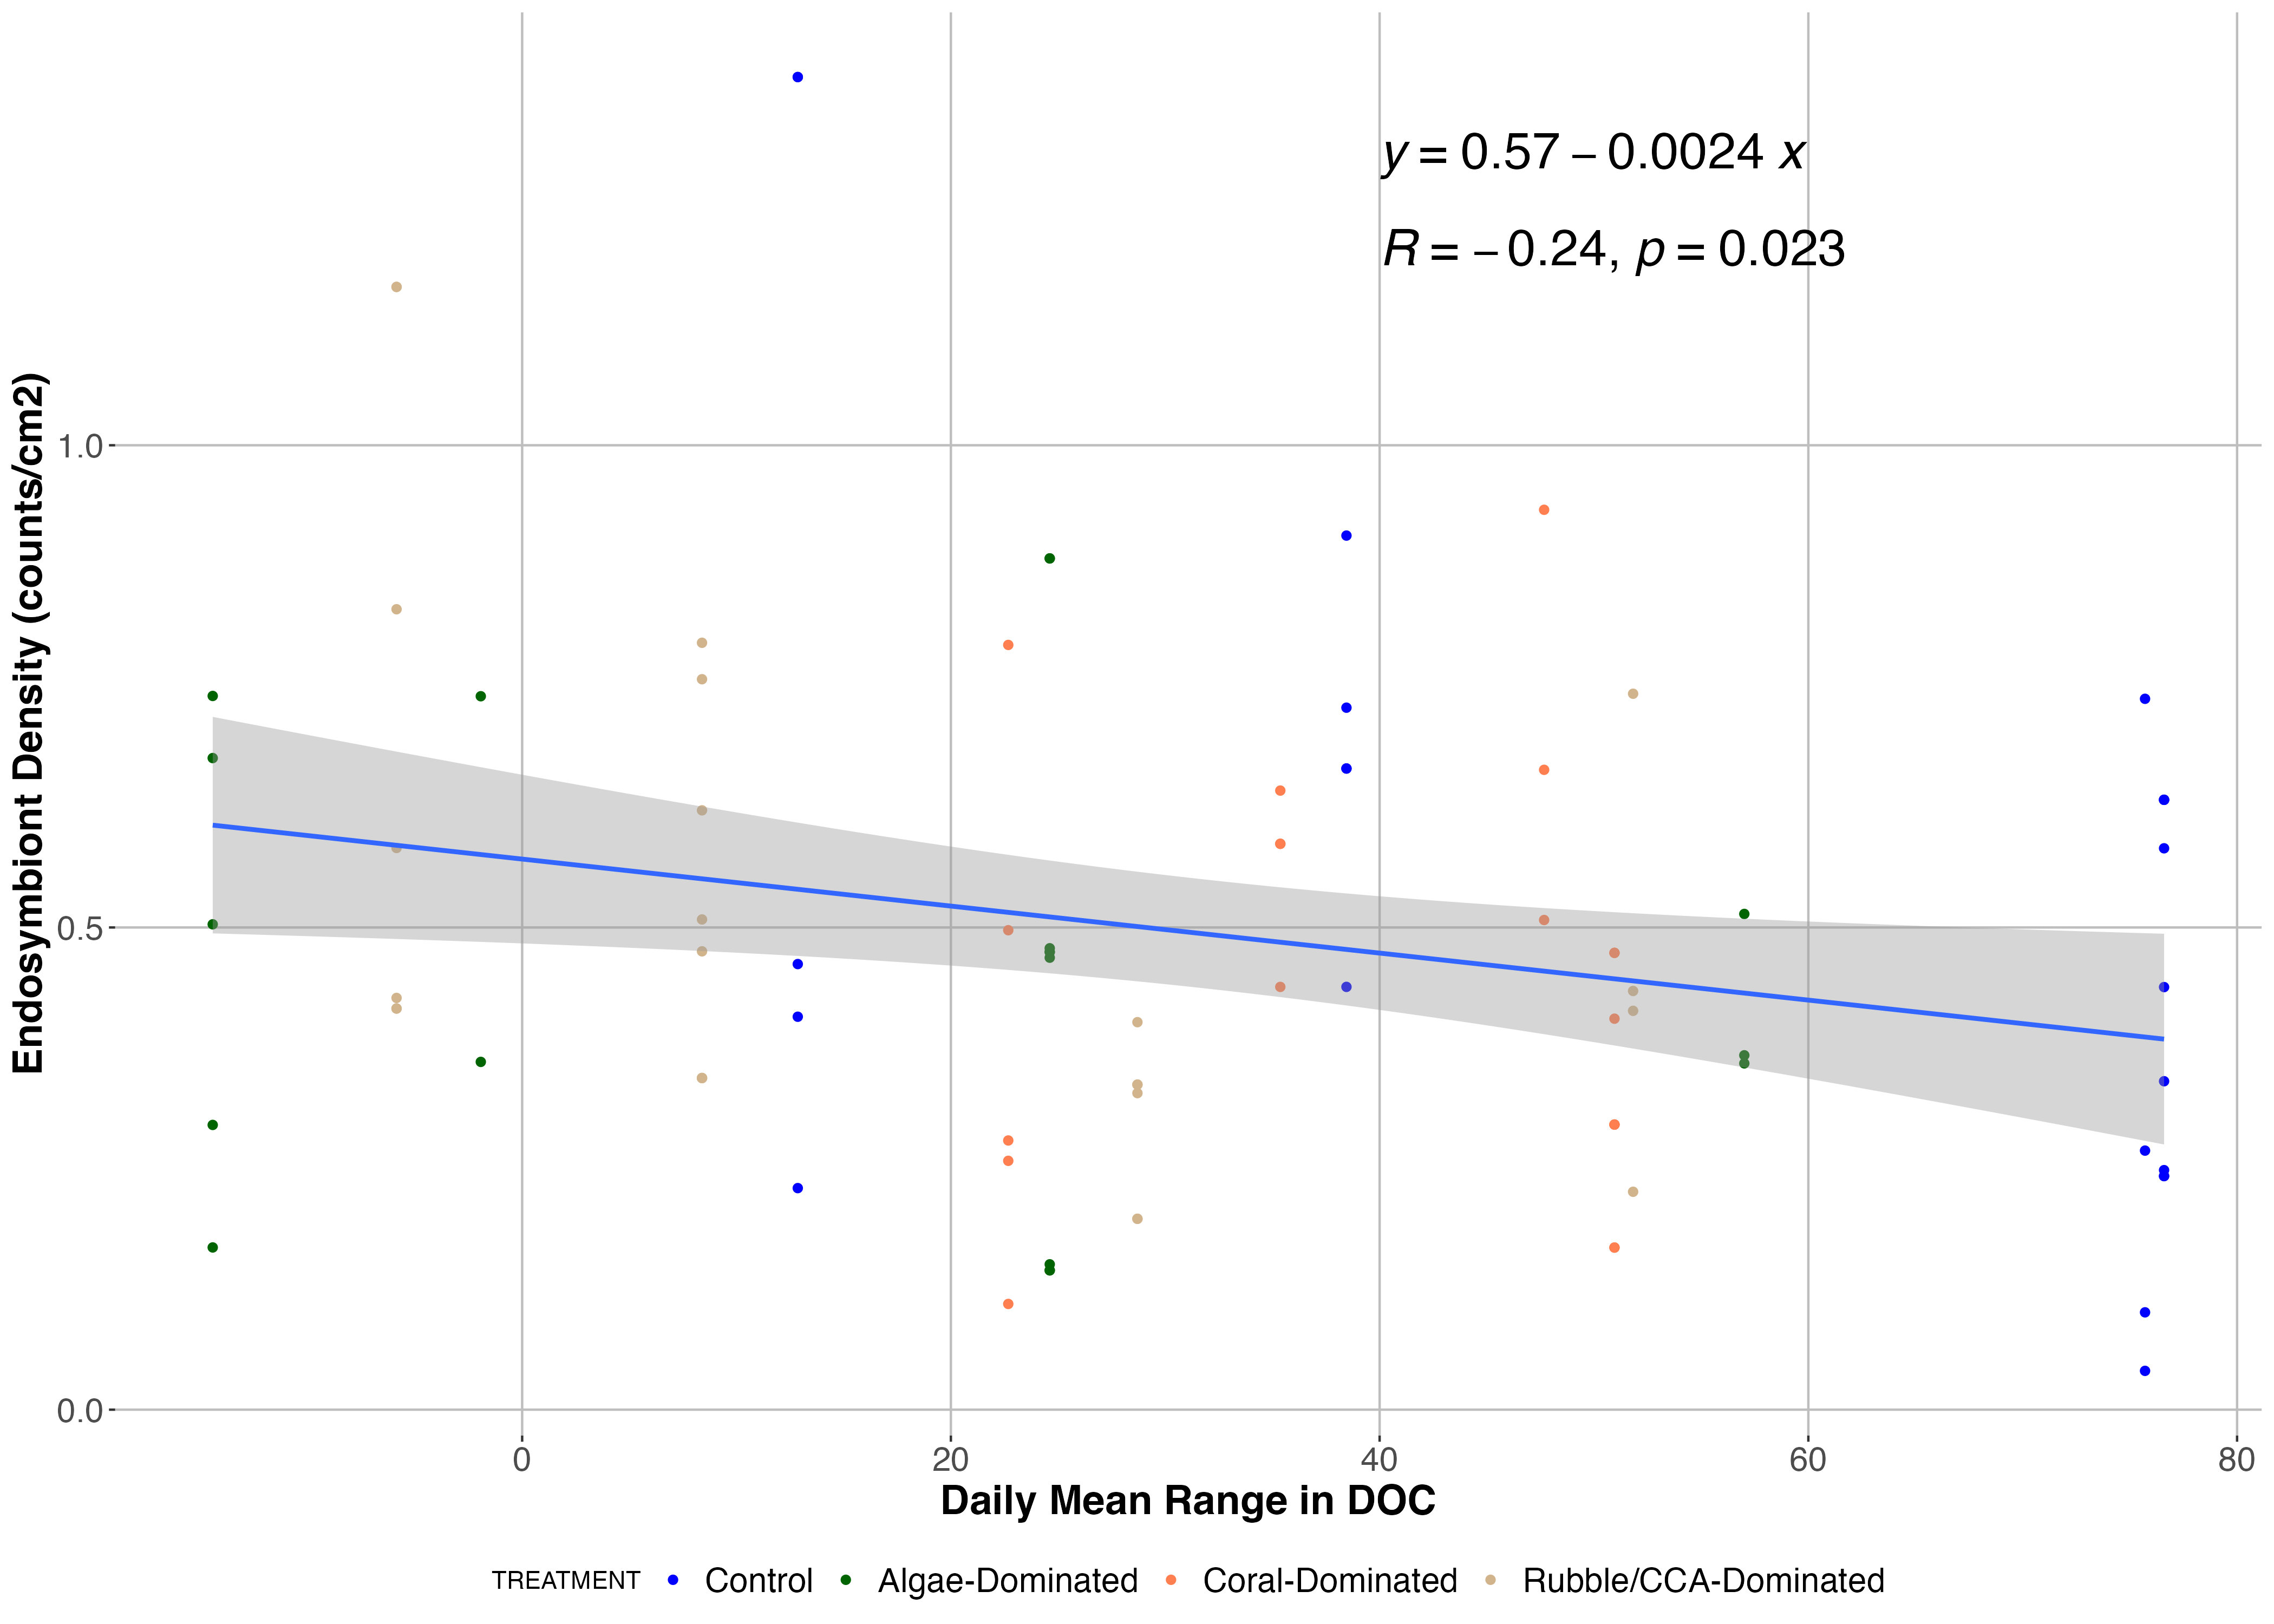 y = 0.57 − 0.0024 x
R = −0.24, p = 0.023
Endosymbiont Density (counts/cm2)
1.0
0.5
0.0
0 20 40 60 80
Daily Mean Range in DOC
TREATMENT Control Algae-Dominated Coral-Dominated Rubble/CCA-Dominated